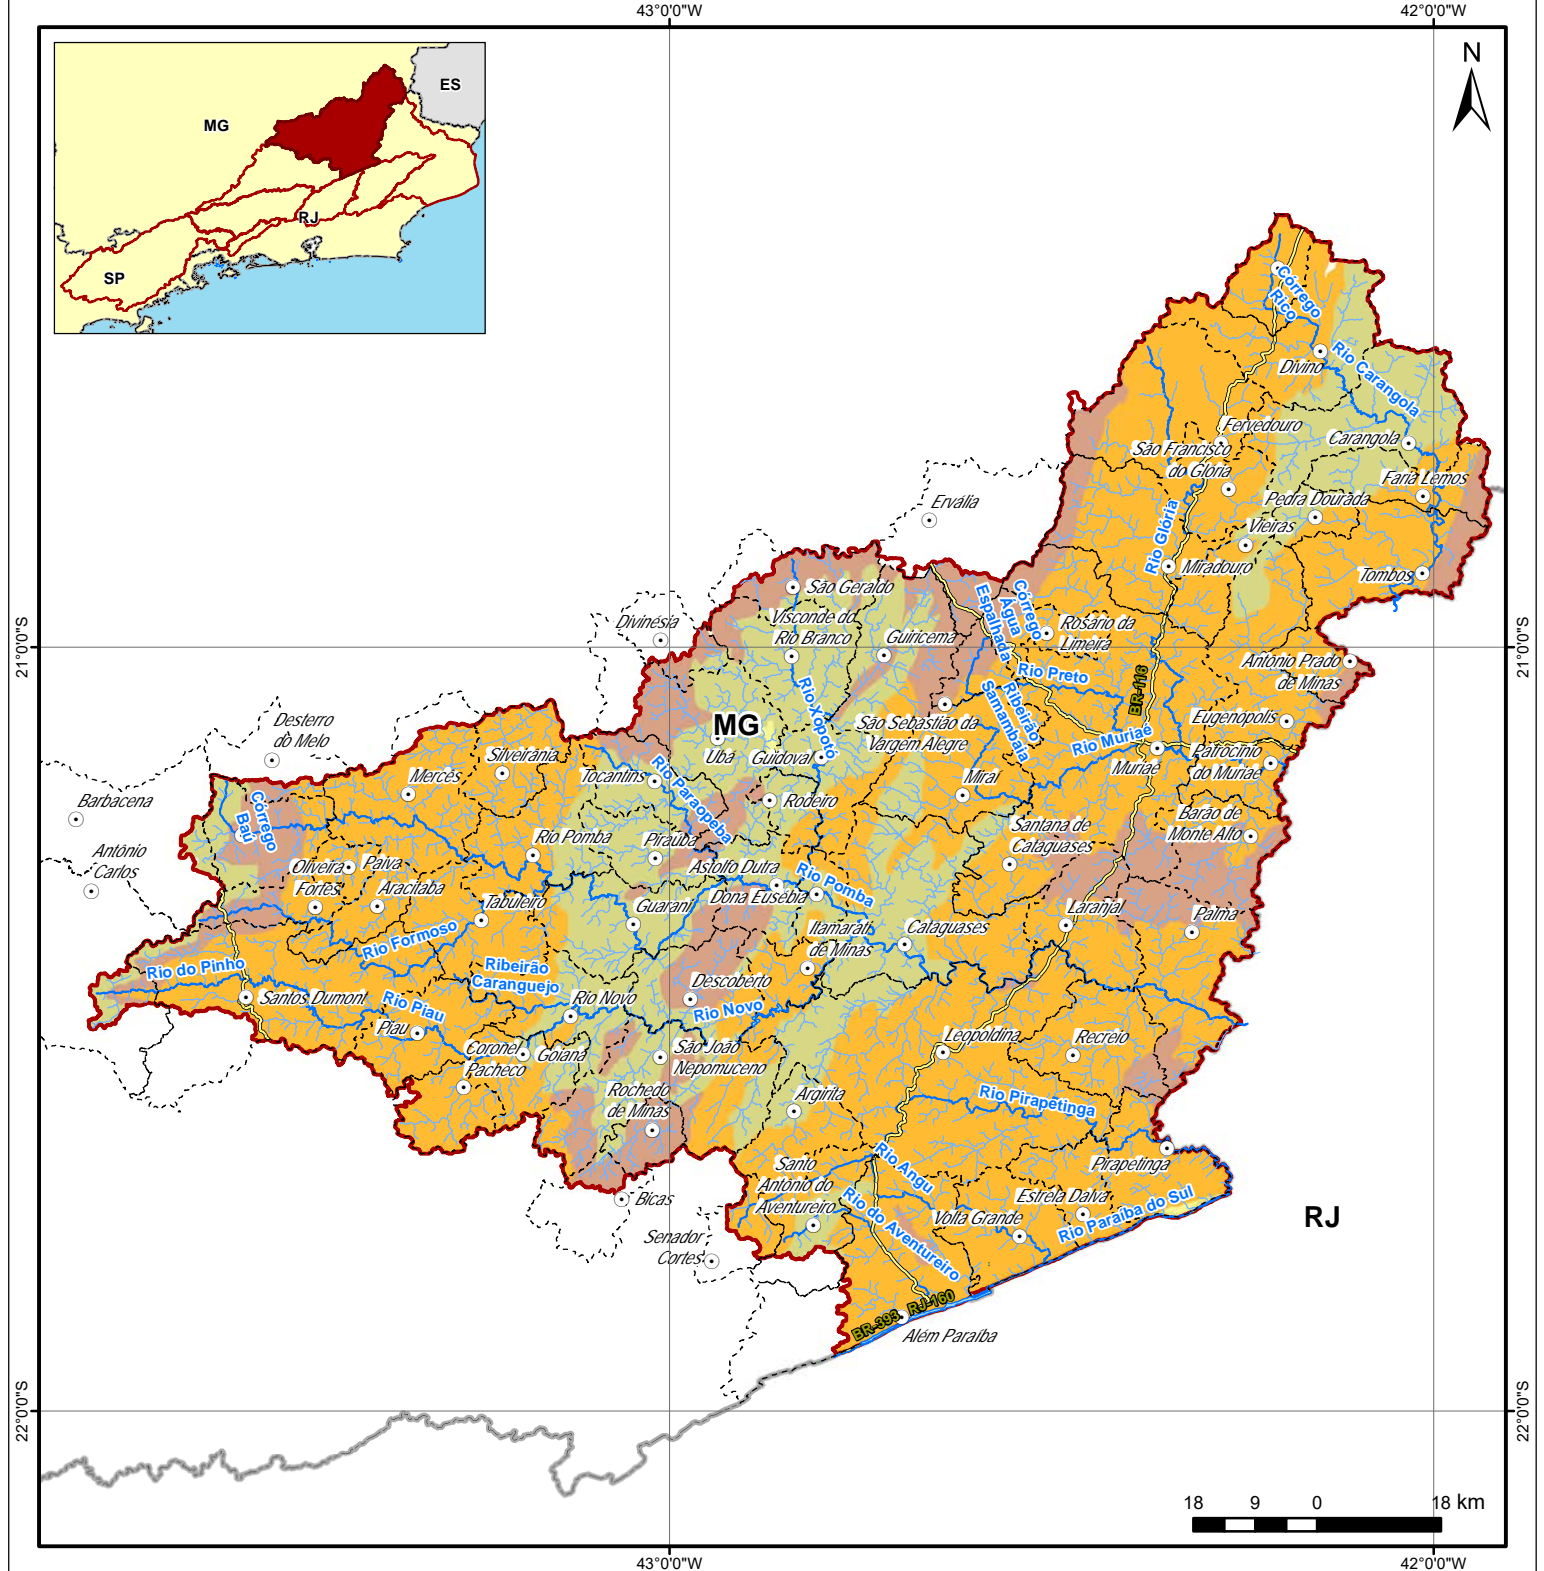 43°0'0"W
42°0'0"W
ES
MG
RJ
SP
N
Córrego
Rico
Divino
Rio Carangola
Fervedouro
Carangola
São Francisco
do Glória
Faria Lemos
Pedra Dourada
Ervália
Vieiras
Rio Glória
Miradouro
Tombos
São Geraldo
Córrego
Água
Espalhada
Divinésia
Visconde do
Rio Branco
Guiricema
Rosário da
Limeira
21°0'0"S
21°0'0"S
Antônio Prado
de Minas
Rio Preto
BR-116
Rio Xopotó
Ribeirão
Samambaia
Desterro
do Melo
MG
São Sebastião da
Vargem Alegre
Eugenópolis
Rio Muriaé
Ubá
Guidoval
Silveirânia
Tocantins
Rio Paraopeba
Muriaé
Patrocínio
do Muriaé
Mercês
Miraí
Barbacena
Córrego
Baú
Rodeiro
Barão de
Monte Alto
Santana de
Cataguases
Rio Pomba
Piraúba
Antônio
Carlos
Oliveira
Fortes
Paiva
Astolfo Dutra
Rio Pomba
Aracitaba
Dona Eusébia
Tabuleiro
Guarani
Laranjal
Palma
Itamarati
de Minas
Cataguases
Rio Formoso
Rio do Pinho
Ribeirão
Caranguejo
Descoberto
Santos Dumont
Rio Piau
Rio Novo
Rio Novo
Piau
Leopoldina
Recreio
Coronel
Pacheco
Goianá
São João
Nepomuceno
Rochedo
de Minas
Argirita
Rio Pirapetinga
Rio Angu
Pirapetinga
Santo
Antônio do
Aventureiro
Bicas
Rio do Aventureiro
Estrela Dalva
Volta Grande
Rio Paraíba do Sul
RJ
Senador
Cortes
BR-393
RJ-160
Além Paraíba
22°0'0"S
22°0'0"S
18 9 0 18 km
43°0'0"W
42°0'0"W